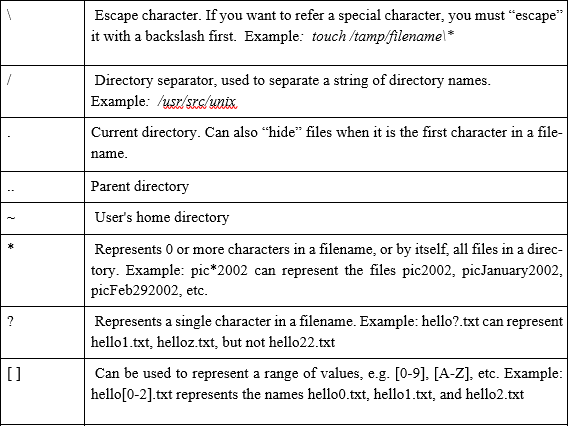 \ Escape character. If you want to refer a special character, you must “escape”
it with a backslash first. Example: touch /tamp/filename\*
/ Directory separator, used to separate a string of directory names.
Example: /usr/src/unix
. Current directory. Can also “hide” files when it is the first character in a file-
name.
.. Parent directory
~ User's home directory
* Represents 0 or more characters in a filename, or by itself, all files in a direc-
tory. Example: pic*2002 can represent the files pic2002, picJanuary2002,
picFeb292002, etc.
? Represents a single character in a filename. Example: hello?.txt can represent
hello1.txt, helloz.txt, but not hello22.txt
[ ] Can be used to represent a range of values, e.g. [0-9], [A-Z], etc. Example:
hello[0-2].txt represents the names hello0.txt, hello1.txt, and hello2.txt